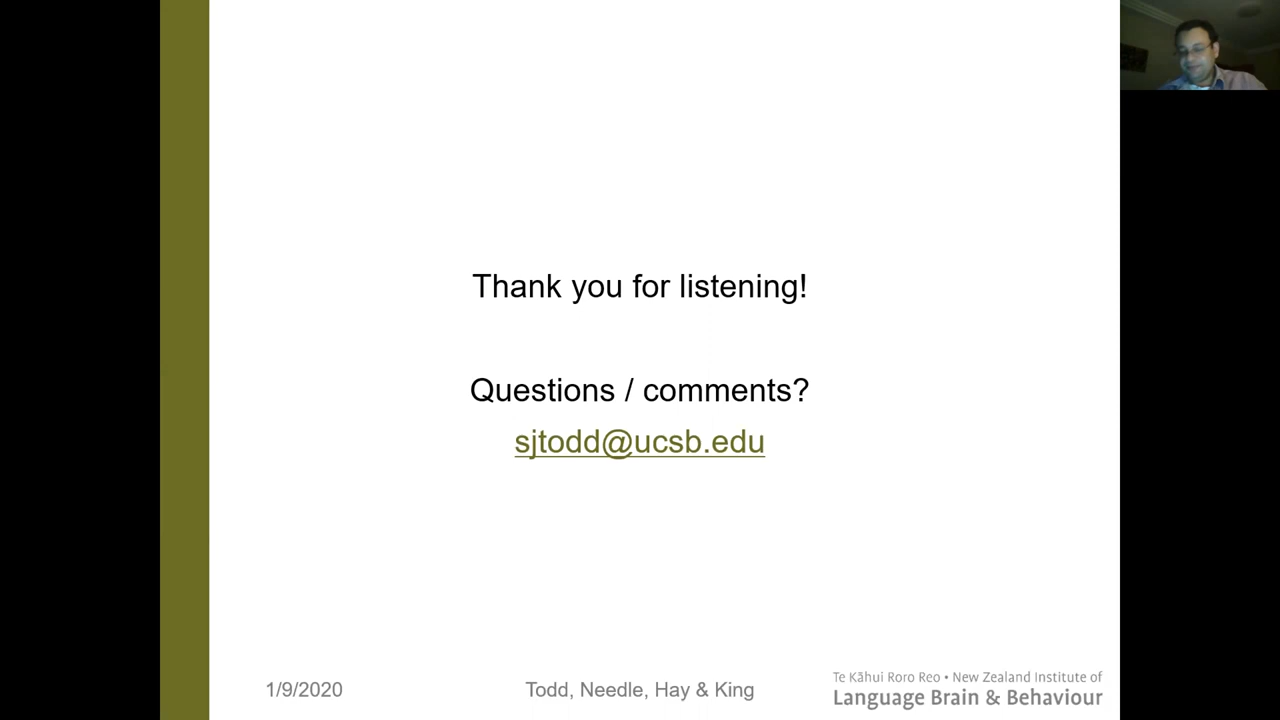 Thank you for listening!
Questions / comments?
sjtodd@ucsb.edu
1/9/2020
Todd, Needle, Hay & King
Te Kāhui Roro Reo • New Zealand Institute of
Language Brain & Behaviour